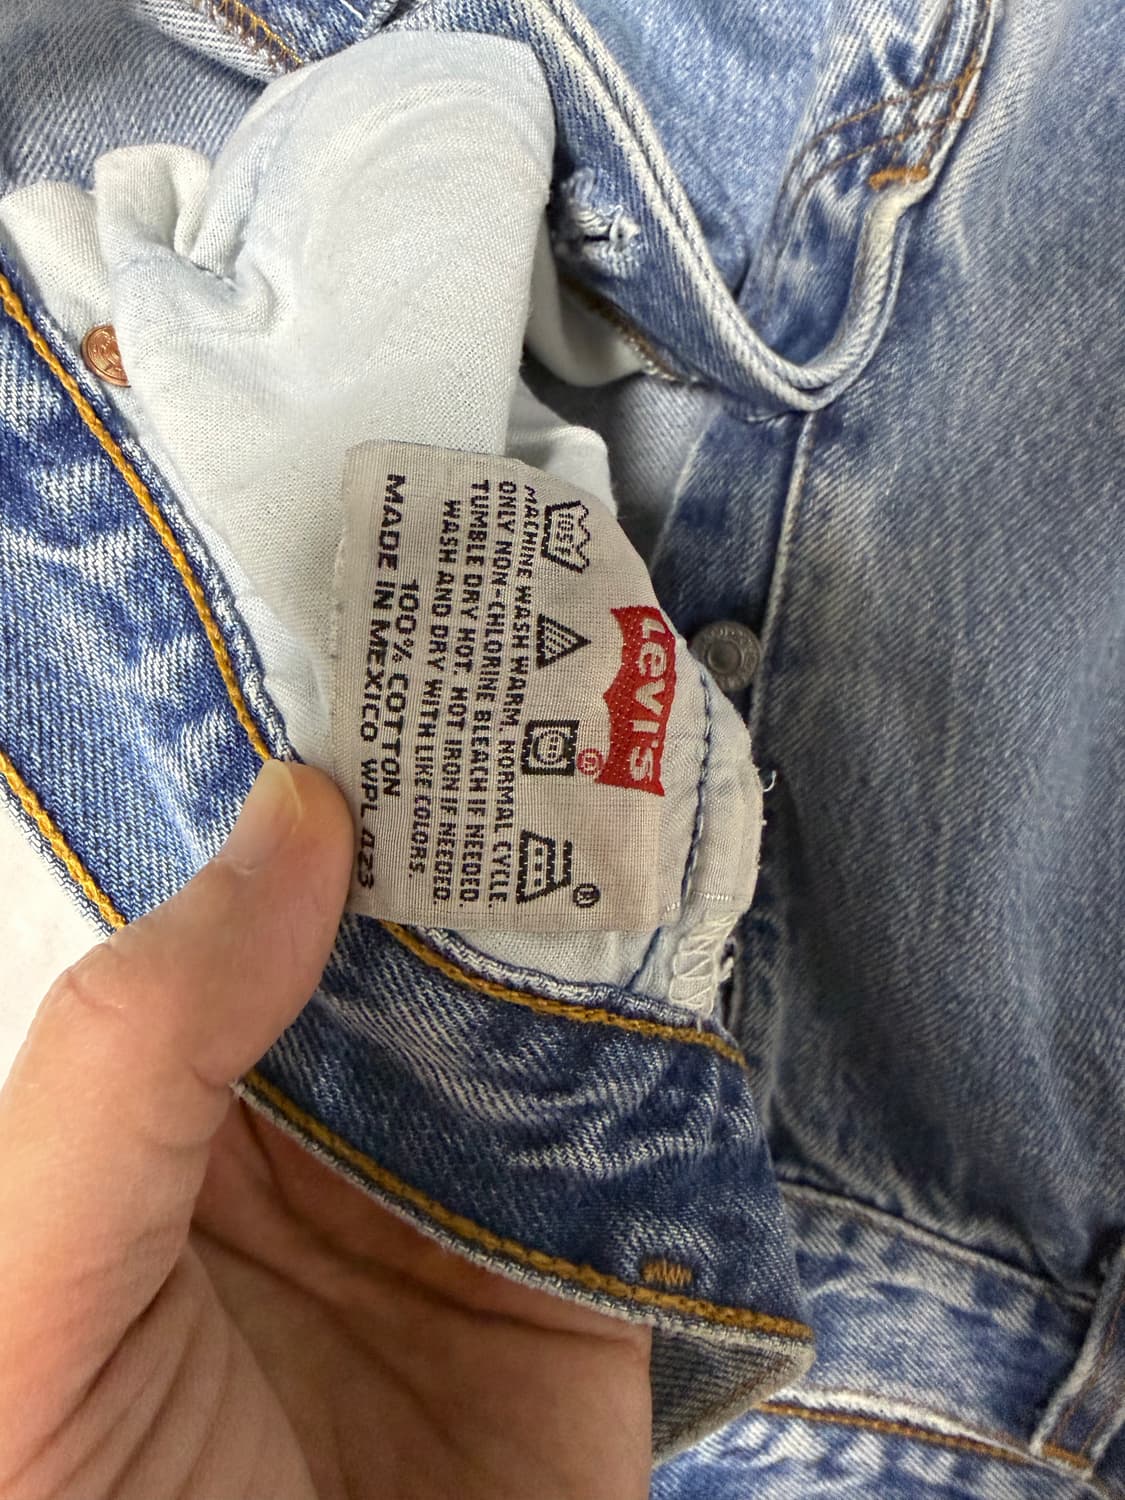 Levi's
®
M
50J
MACHINE WASH WARM. NORMAL CYCLE.
ONLY NON-CHLORINE BLEACH IF NEEDED.
TUMBLE DRY HOT. HOT IRON IF NEEDED.
WASH AND DRY WITH LIKE COLORS.
100% COTTON
MADE IN MEXICO WPL 423